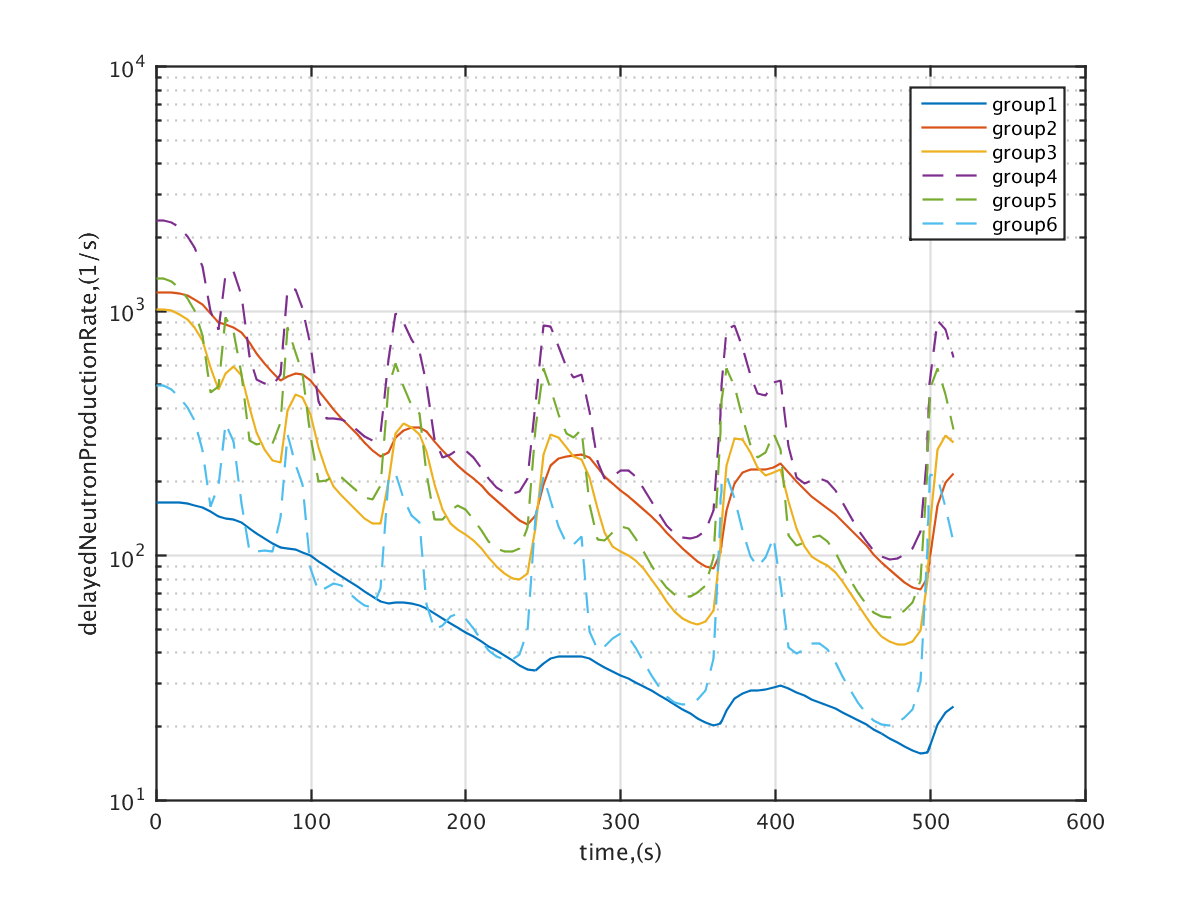 10^4
10^3
10^2
10^1
delayedNeutronProductionRate,(1/s)
group1
group2
group3
group4
group5
group6
0 100 200 300 400 500 600
time,(s)